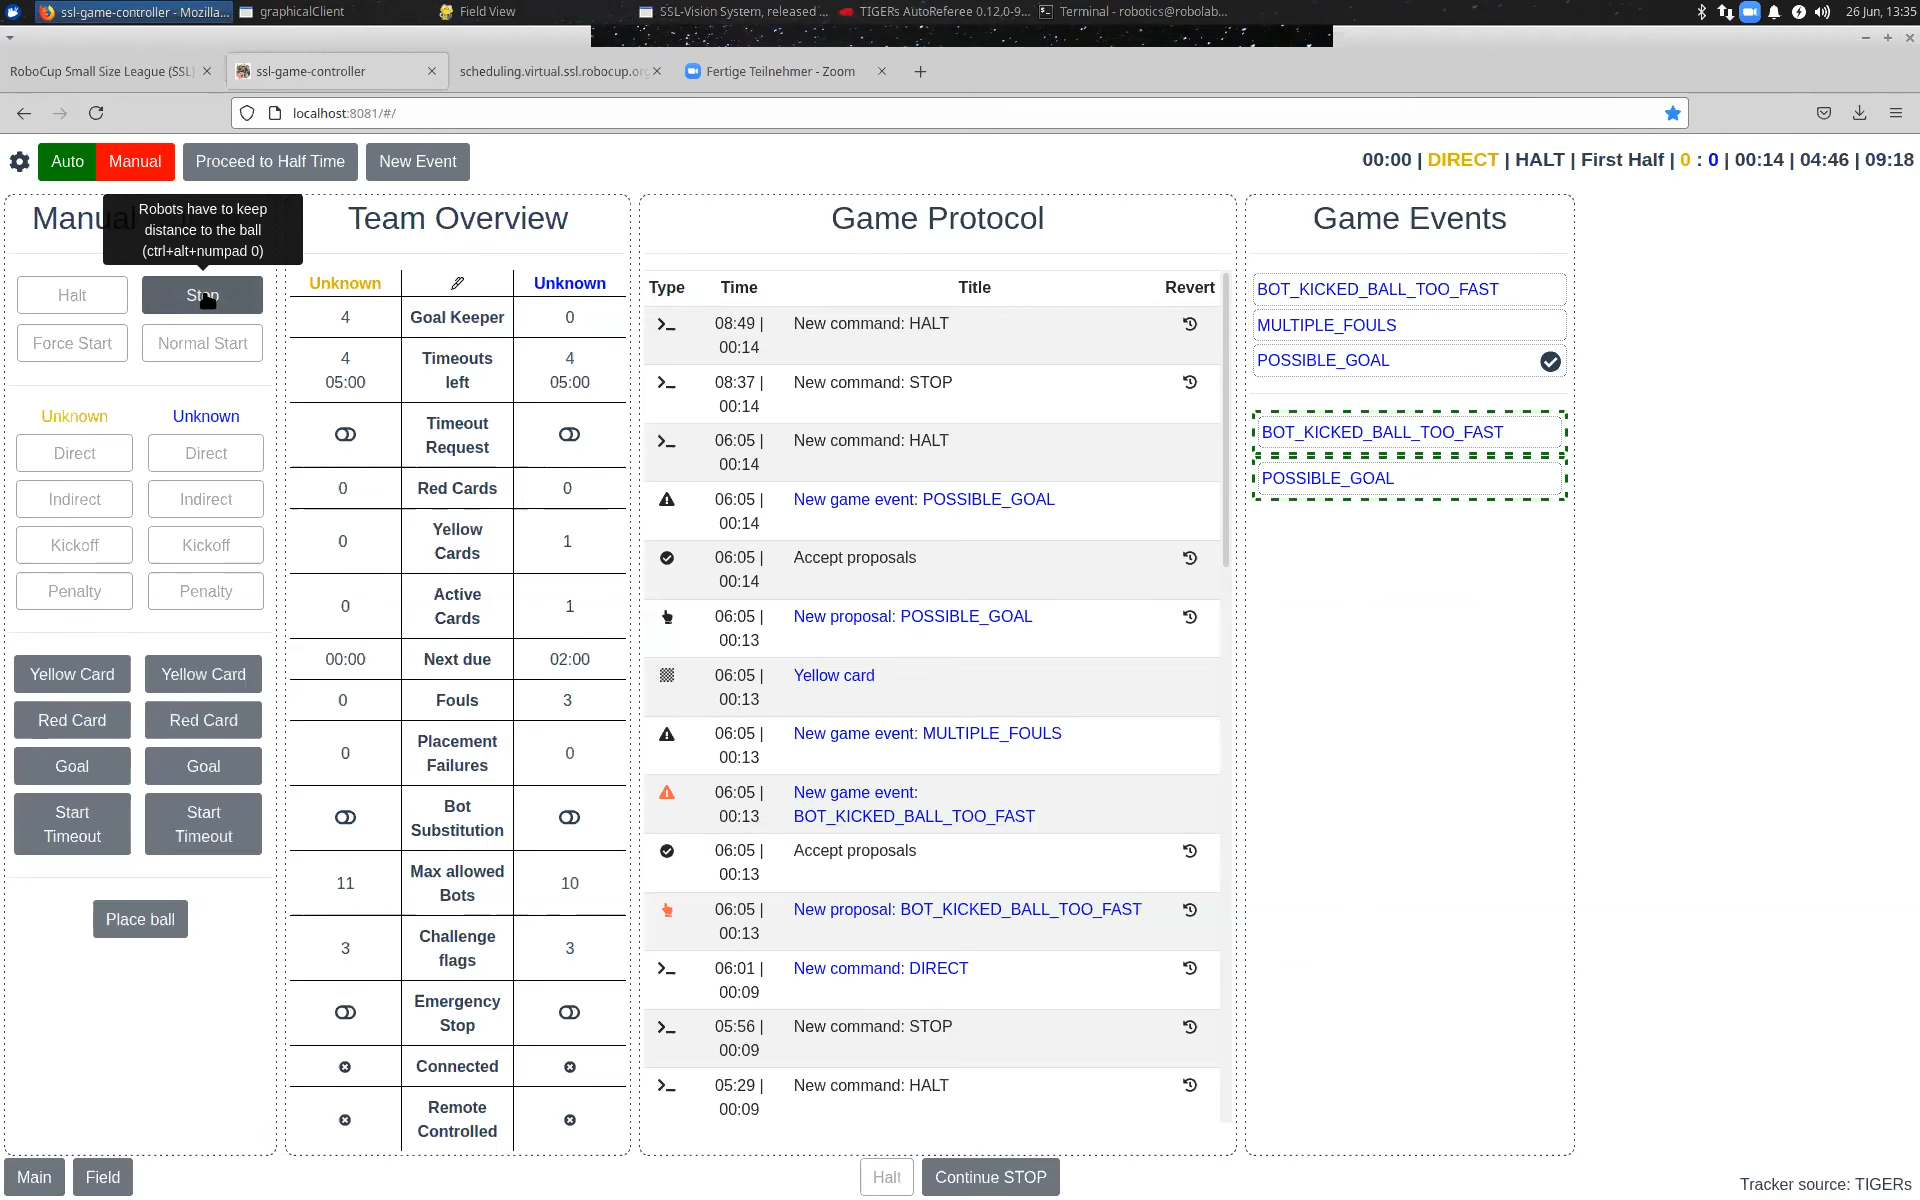 ssl-game-controller - Mozilla...
graphicalClient
Field View
SSL-Vision System, released ...
TIGERs AutoReferee 0.12.0-9...
Terminal - robotics@robolab...
26 Jun, 13:35
RoboCup Small Size League (SSL)
ssl-game-controller
scheduling.virtual.ssl.robocup.org
Fertige Teilnehmer - Zoom
localhost:8081/#/
Auto
Manual
Proceed to Half Time
New Event
00:00 | DIRECT | HALT | First Half | 0 : 0 | 00:14 | 04:46 | 09:18
Manual
Robots have to keep
distance to the ball
(ctrl+alt+numpad 0)
Halt
Stop
Force Start
Normal Start
Unknown
Unknown
Direct
Direct
Indirect
Indirect
Kickoff
Kickoff
Penalty
Penalty
Yellow Card
Yellow Card
Red Card
Red Card
Goal
Goal
Start
Timeout
Start
Timeout
Place ball
Team Overview
Unknown
Unknown
4 Goal Keeper 0
4
05:00
Timeouts
left
4
05:00
Timeout
Request
0 Red Cards 0
0
Yellow
Cards
1
0
Active
Cards
1
00:00 Next due 02:00
0 Fouls 3
0
Placement
Failures
0
Bot
Substitution
11
Max allowed
Bots
10
3
Challenge
flags
3
Emergency
Stop
Connected
Remote
Controlled
Game Protocol
Type Time Title Revert
08:49 |
00:14
New command: HALT
08:37 |
00:14
New command: STOP
06:05 |
00:14
New command: HALT
06:05 |
00:14
New game event: POSSIBLE_GOAL
06:05 |
00:14
Accept proposals
06:05 |
00:13
New proposal: POSSIBLE_GOAL
06:05 |
00:13
Yellow card
06:05 |
00:13
New game event: MULTIPLE_FOULS
06:05 |
00:13
New game event:
BOT_KICKED_BALL_TOO_FAST
06:05 |
00:13
Accept proposals
06:05 |
00:13
New proposal: BOT_KICKED_BALL_TOO_FAST
06:01 |
00:09
New command: DIRECT
05:56 |
00:09
New command: STOP
05:29 |
00:09
New command: HALT
Game Events
BOT_KICKED_BALL_TOO_FAST
MULTIPLE_FOULS
POSSIBLE_GOAL
BOT_KICKED_BALL_TOO_FAST
POSSIBLE_GOAL
Main
Field
Halt
Continue STOP
Tracker source: TIGERs